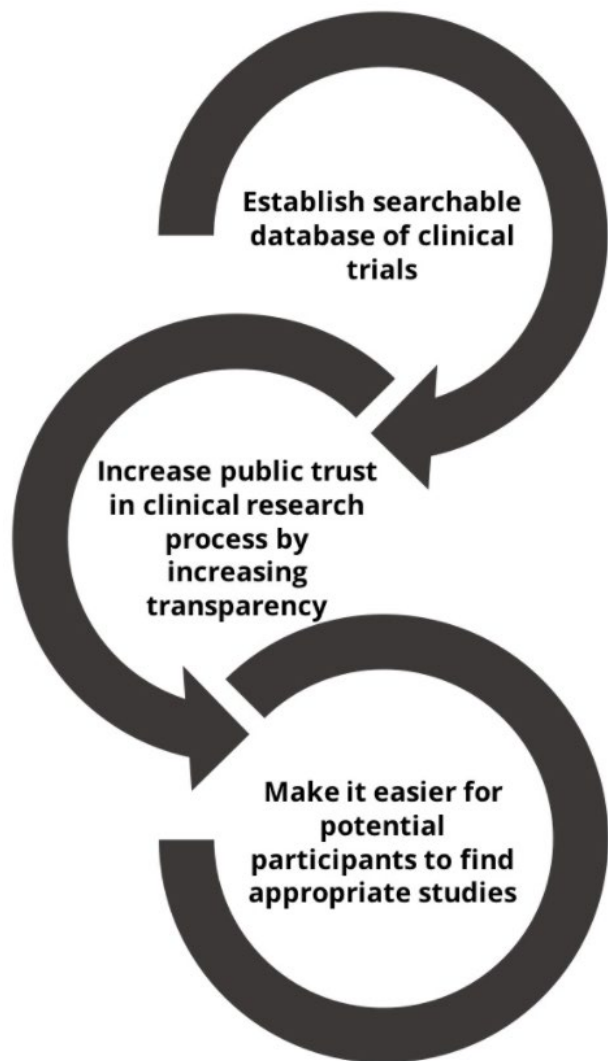 Establish searchable
database of clinical
trials
Increase public trust
in clinical research
process by
increasing
transparency
Make it easier for
potential
participants to find
appropriate studies